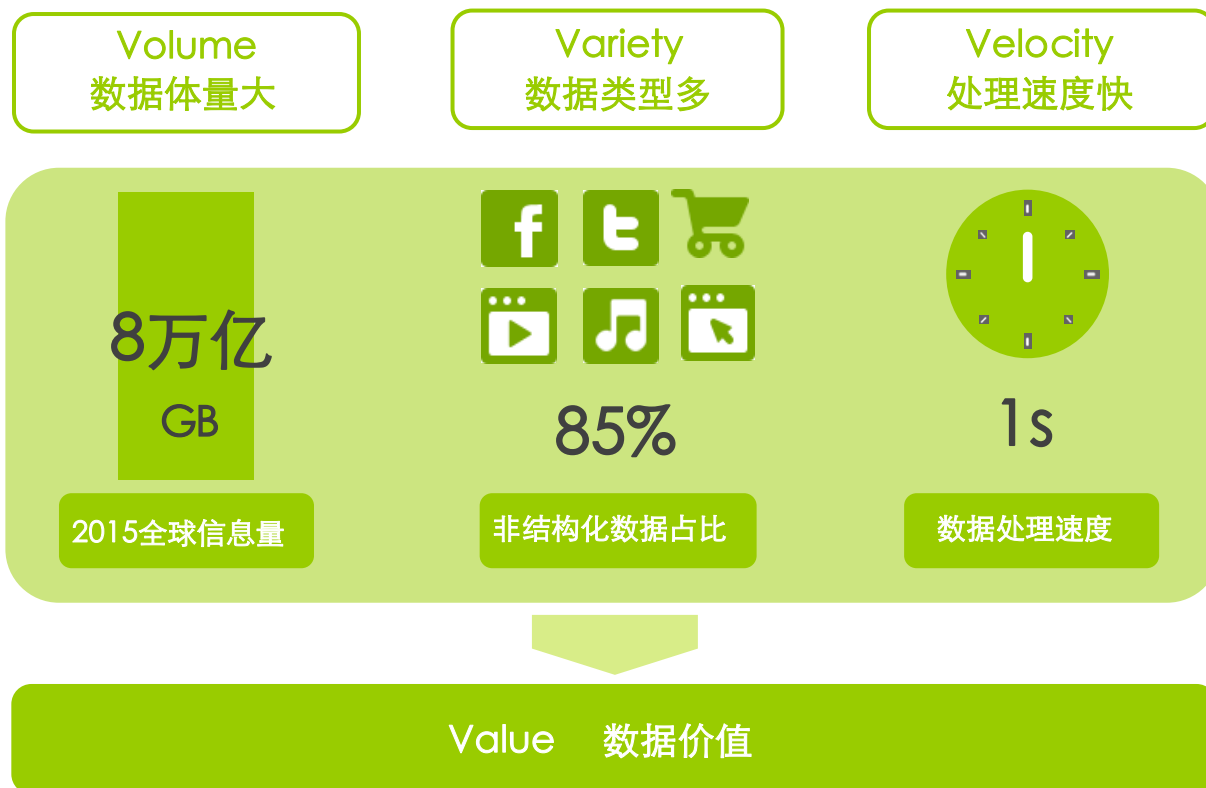 Volume
数据体量大
Variety
数据类型多
Velocity
处理速度快
8万亿
GB
85%
1s
2015全球信息量
非结构化数据占比
数据处理速度
Value 数据价值